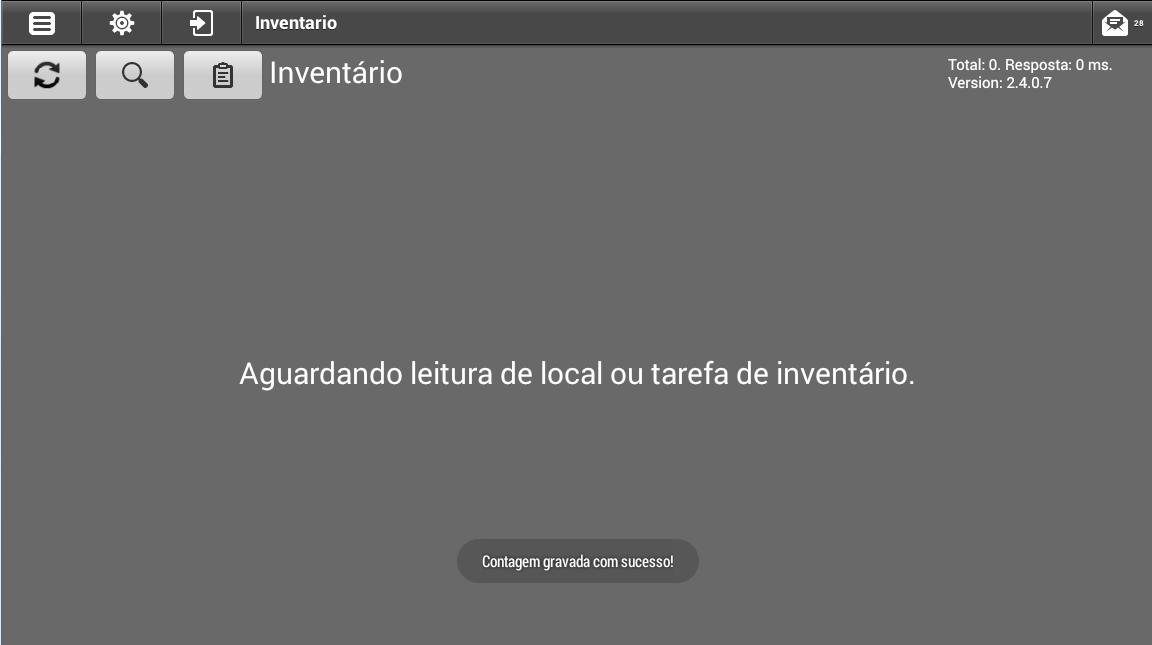 Inventario
28
Inventário
Total: 0. Resposta: 0 ms.
Version: 2.4.0.7
Aguardando leitura de local ou tarefa de inventário.
Contagem gravada com sucesso!